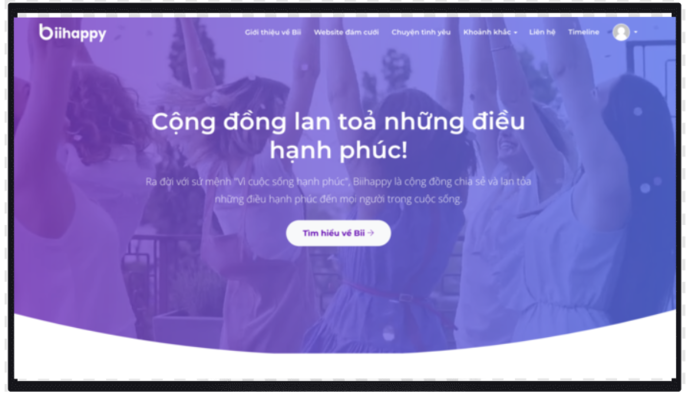 biihappy
Giới thiệu về Bii Website đám cưới Chuyện tình yêu Khoảnh khắc Liên hệ Timeline
Cộng đồng lan toả những điều
hạnh phúc!
Ra đời với sứ mệnh "Vì cuộc sống hạnh phúc", Biihappy là cộng đồng chia sẻ và lan tỏa
những điều hạnh phúc đến mọi người trong cuộc sống.
Tìm hiểu về Bii →